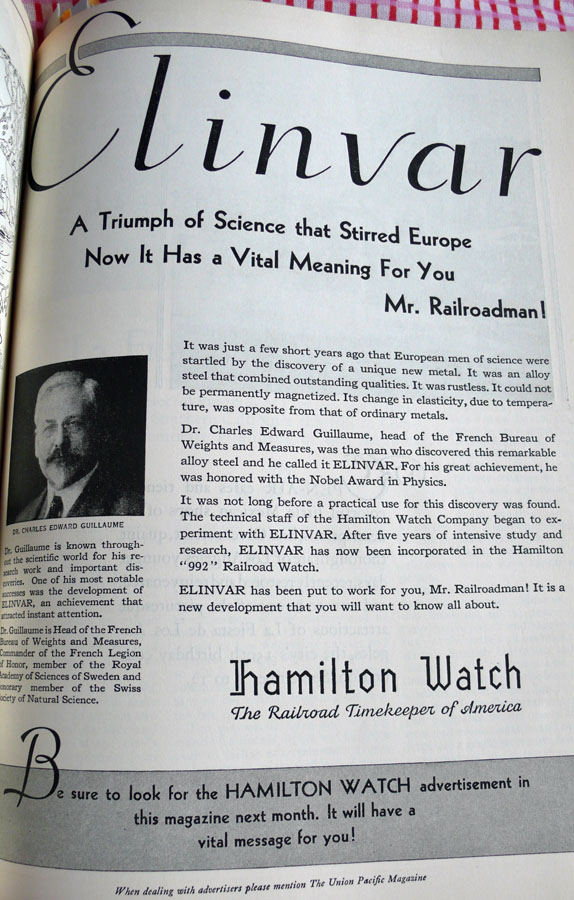 Elinvar
A Triumph of Science that Stirred Europe
Now It Has a Vital Meaning For You
Mr. Railroadman!
It was just a few short years ago that European men of science were
startled by the discovery of a unique new metal. It was an alloy
steel that combined outstanding qualities. It was rustless. It could not
be permanently magnetized. Its change in elasticity, due to tempera-
ture, was opposite from that of ordinary metals.
Dr. Charles Edward Guillaume, head of the French Bureau of
Weights and Measures, was the man who discovered this remarkable
alloy steel and he called it ELINVAR. For his great achievement, he
was honored with the Nobel Award in Physics.
It was not long before a practical use for this discovery was found.
The technical staff of the Hamilton Watch Company began to ex-
periment with ELINVAR. After five years of intensive study and
research, ELINVAR has now been incorporated in the Hamilton
"992" Railroad Watch.
ELINVAR has been put to work for you, Mr. Railroadman! It is a
new development that you will want to know all about.
DR. CHARLES EDWARD GUILLAUME
Dr. Guillaume is known through-
out the scientific world for his re-
search work and important dis-
coveries. One of his most notable
successes was the development of
ELINVAR, an achievement that
attracted instant attention.
Dr. Guillaume is Head of the French
Bureau of Weights and Measures,
Commander of the French Legion
of Honor, member of the Royal
Academy of Sciences of Sweden and
honorary member of the Swiss
Society of Natural Science.
Hamilton Watch
The Railroad Timekeeper of America
Be sure to look for the HAMILTON WATCH advertisement in
this magazine next month. It will have a
vital message for you!
When dealing with advertisers please mention The Union Pacific Magazine